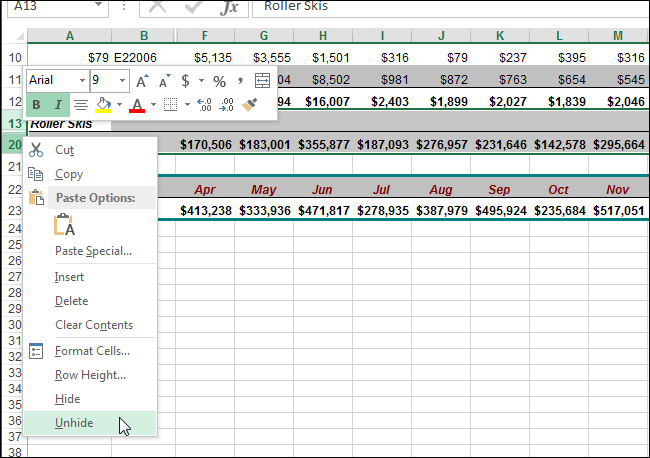 A13 fx Roller Skis
A B F G H I J K L M
10 $79 E22006 $5,135 $3,555 $1,501 $316 $79 $237 $395 $316
11 Arial 9 A A $ % , 04 $8,502 $981 $872 $763 $654 $545
12 B I A .00 .00 94 $16,007 $2,403 $1,899 $2,027 $1,839 $2,046
13 Roller Skis
20 $170,506 $183,001 $355,877 $187,093 $276,957 $231,646 $142,578 $295,664
21 Cut
Copy
22 Paste Options: Apr May Jun Jul Aug Sep Oct Nov
23 A $413,238 $333,936 $471,817 $278,935 $387,979 $495,924 $235,684 $517,051
24
25 Paste Special...
26
27 Insert
28 Delete
29
30 Clear Contents
31 Format Cells...
32
33 Row Height...
34 Hide
35
36 Unhide
37
38